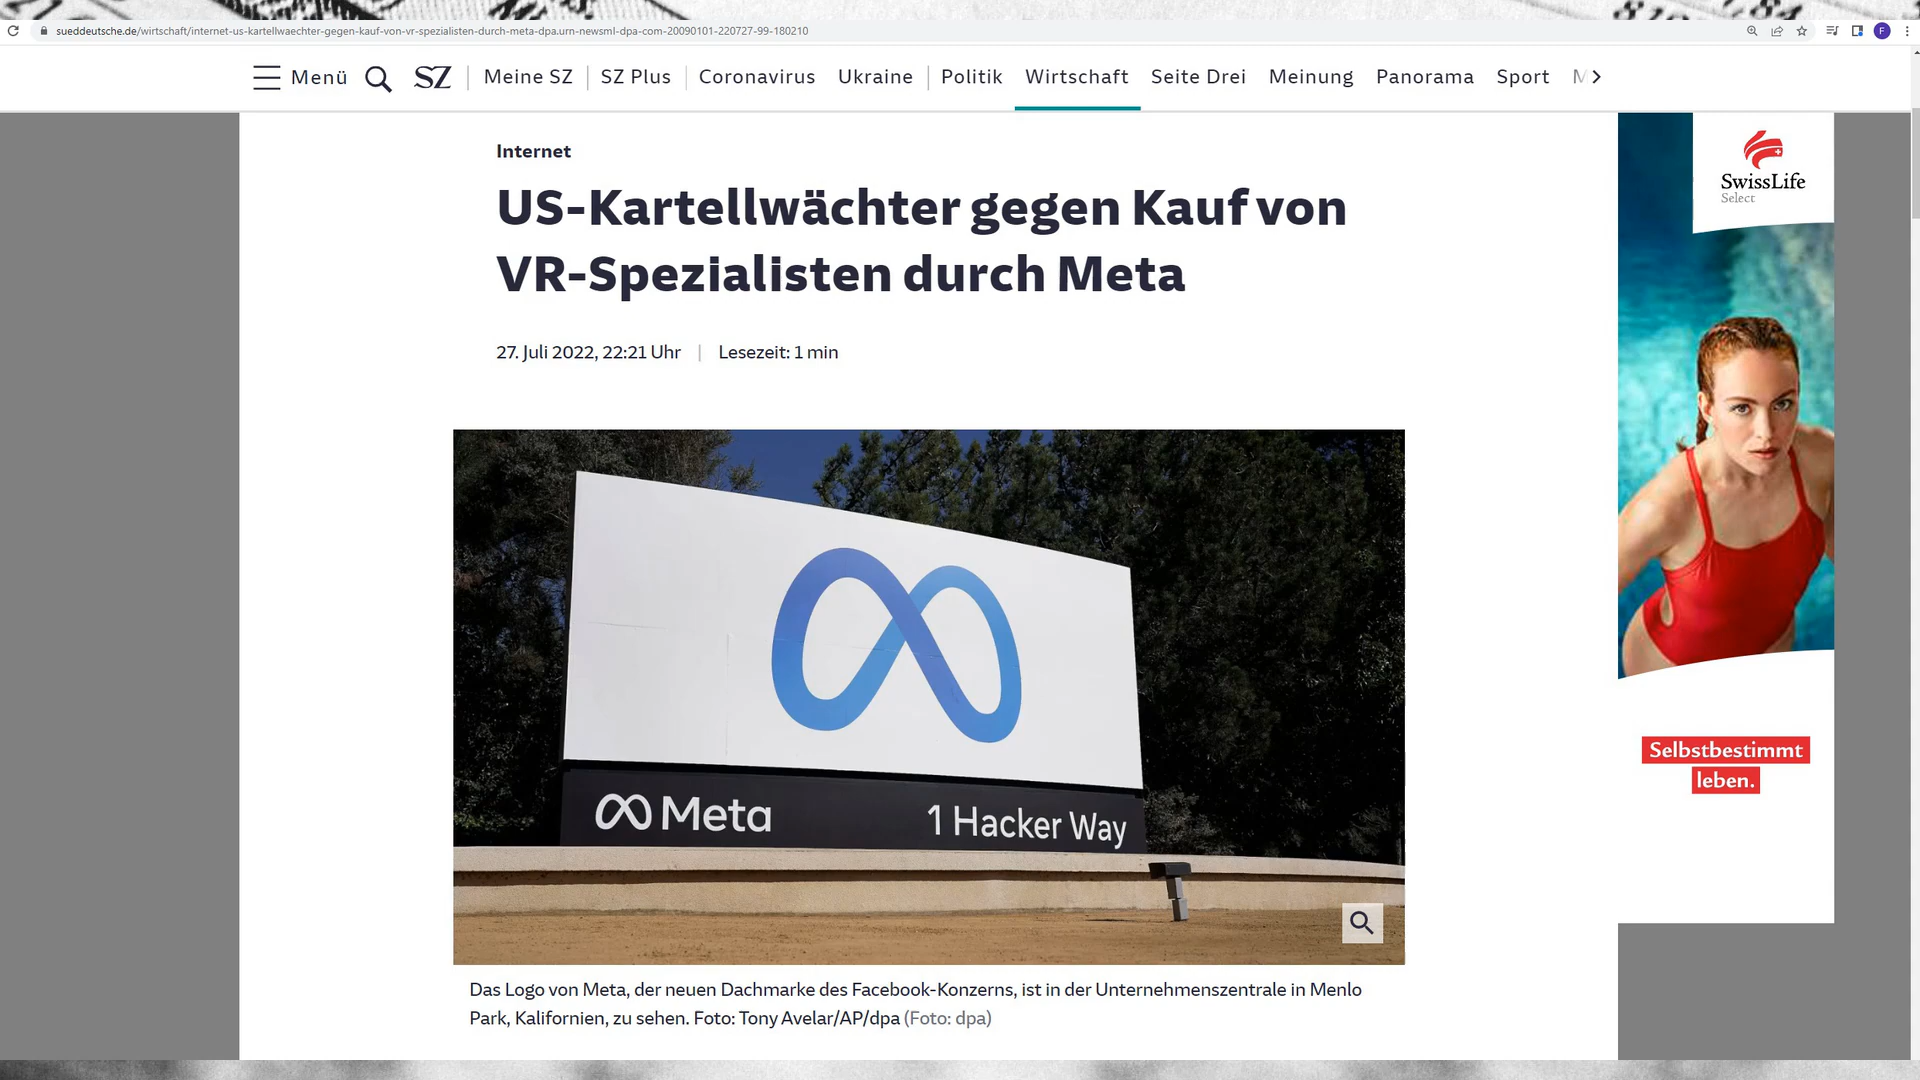 sueddeutsche.de/wirtschaft/internet-us-kartellwaechter-gegen-kauf-von-vr-spezialisten-durch-meta-dpa.urn-newsml-dpa-com-20090101-220727-99-180210
F
Menü SZ Meine SZ SZ Plus Coronavirus Ukraine Politik Wirtschaft Seite Drei Meinung Panorama Sport M
Internet
US-Kartellwächter gegen Kauf von
VR-Spezialisten durch Meta
27. Juli 2022, 22:21 Uhr | Lesezeit: 1 min
Meta 1 Hacker Way
Das Logo von Meta, der neuen Dachmarke des Facebook-Konzerns, ist in der Unternehmenszentrale in Menlo
Park, Kalifornien, zu sehen. Foto: Tony Avelar/AP/dpa (Foto: dpa)
SwissLife
Select
Selbstbestimmt
leben.